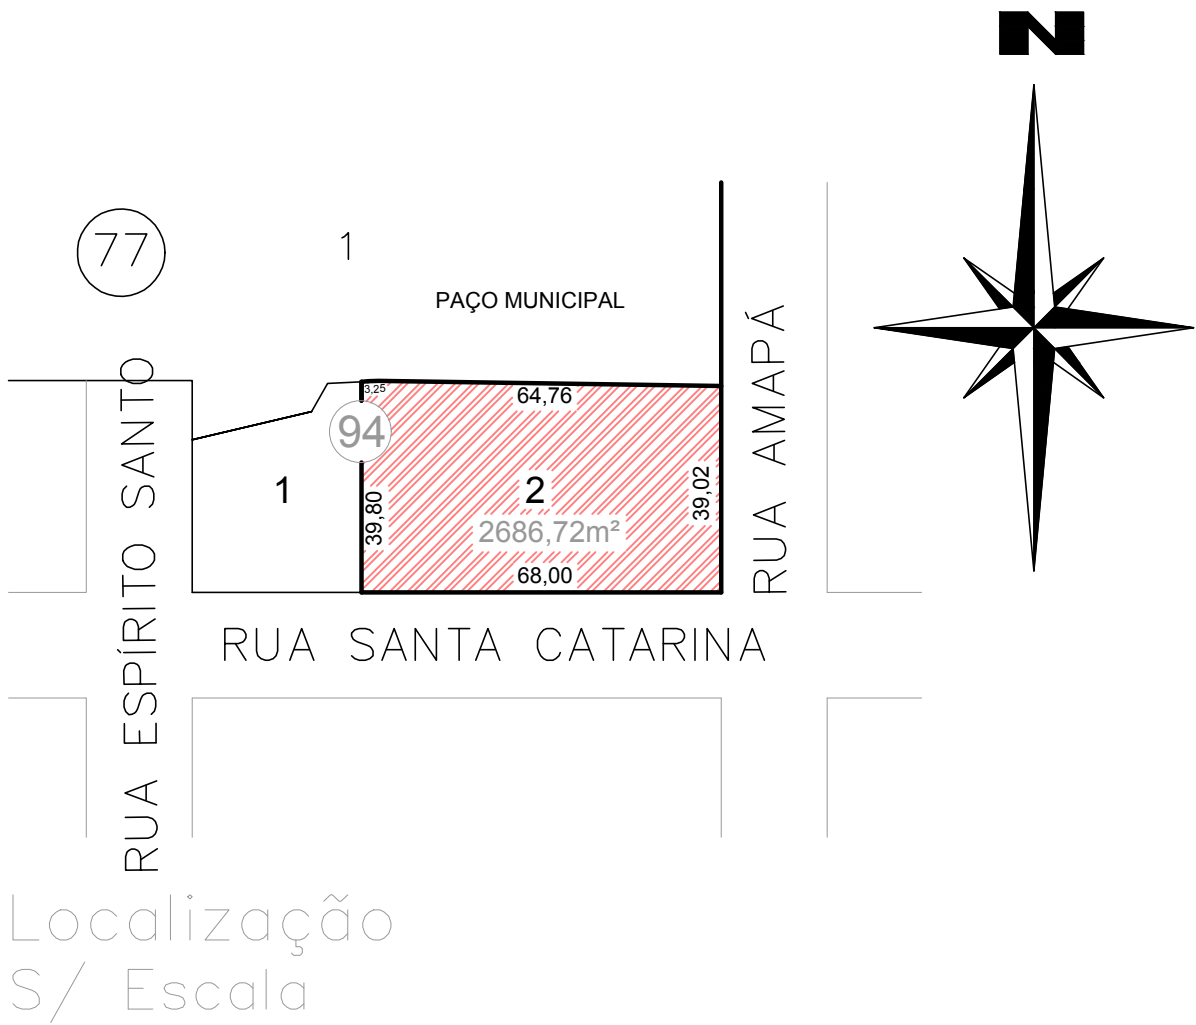 N
77
1
PAÇO MUNICIPAL
RUA AMAPÁ
3,25
64,76
94
1
2
39,80
39,02
2686,72m²
68,00
RUA SANTA CATARINA
RUA ESPÍRITO SANTO
Localização
S/ Escala